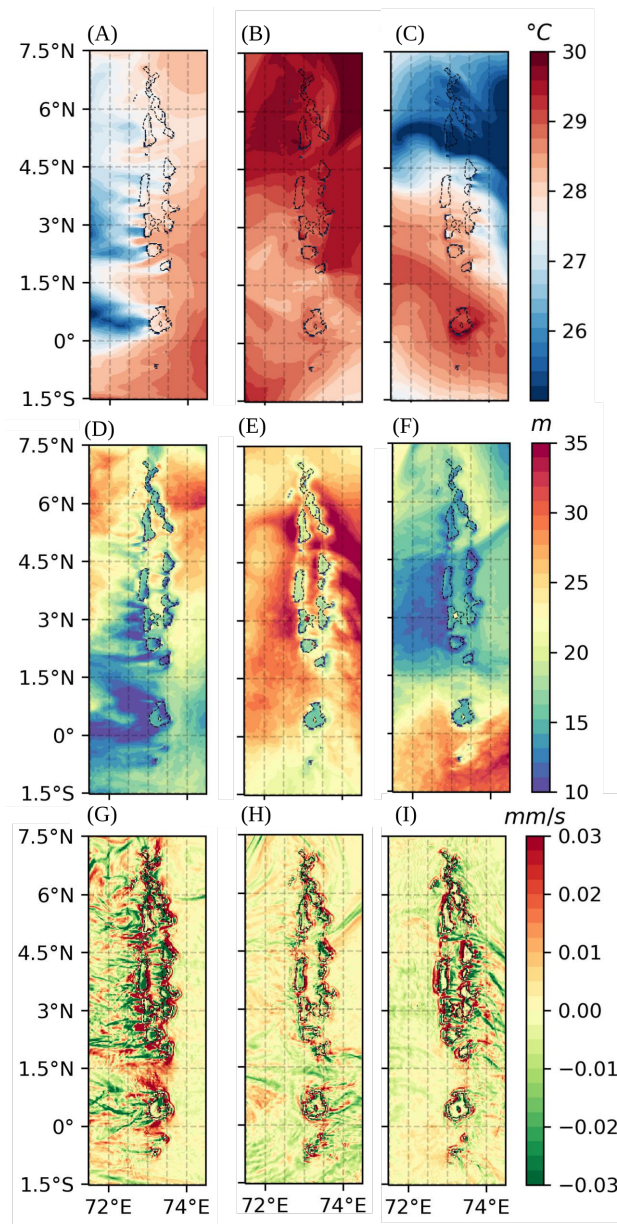 (A) (B) (C) °C
7.5°N 30
6°N 29
4.5°N
3°N 28
1.5°N 27
0° 26
1.5°S
(D) (E) (F) m
7.5°N 35
6°N 30
4.5°N 25
3°N
1.5°N 20
0° 15
1.5°S 10
(G) (H) (I) mm/s
7.5°N 0.03
6°N 0.02
4.5°N 0.01
3°N 0.00
1.5°N −0.01
0° −0.02
1.5°S −0.03
72°E 74°E 72°E 74°E 72°E 74°E